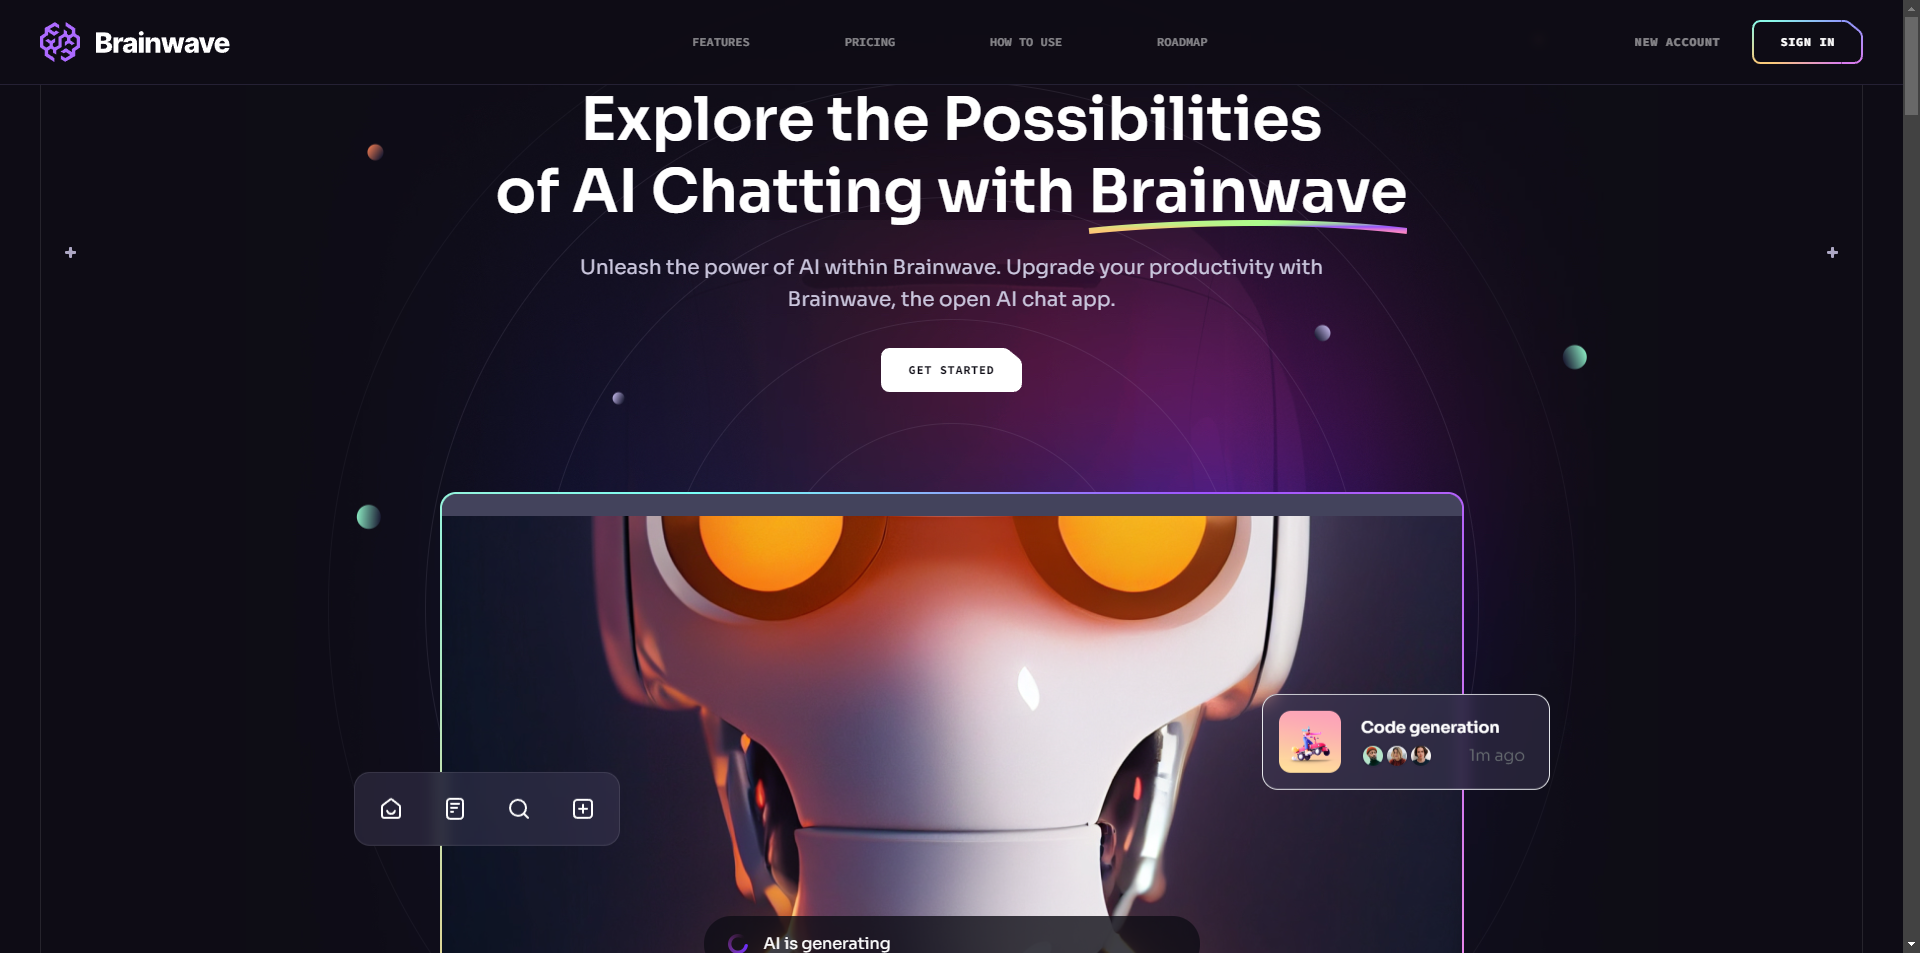 Brainwave
FEATURES
PRICING
HOW TO USE
ROADMAP
NEW ACCOUNT
SIGN IN
Explore the Possibilities
of AI Chatting with Brainwave
Unleash the power of AI within Brainwave. Upgrade your productivity with
Brainwave, the open AI chat app.
GET STARTED
Code generation
1m ago
AI is generating